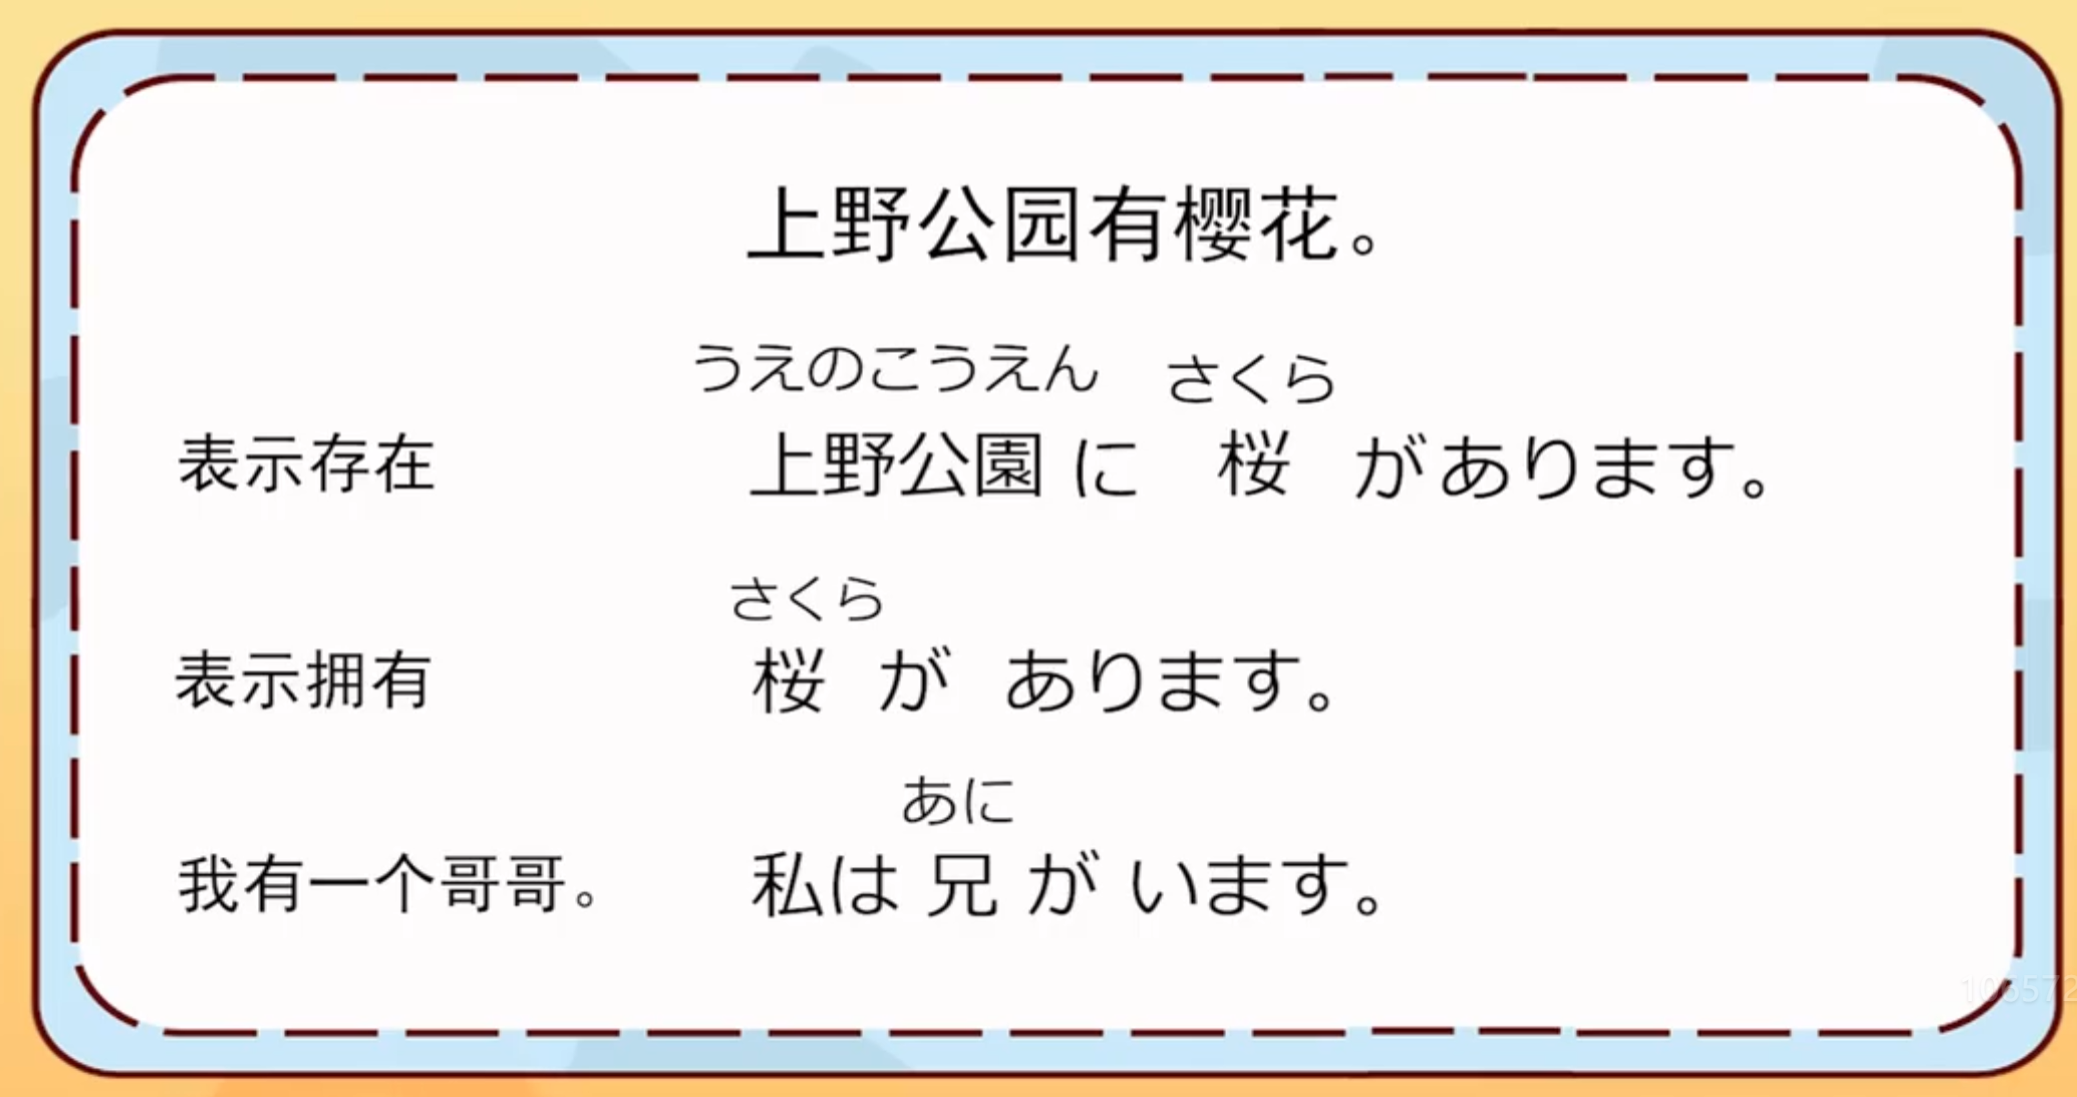 上野公园有樱花。
うえのこうえん さくら
表示存在 上野公園 に 桜 があります。
さくら
表示拥有 桜 が あります。
あに
我有一个哥哥。 私は 兄 が います。